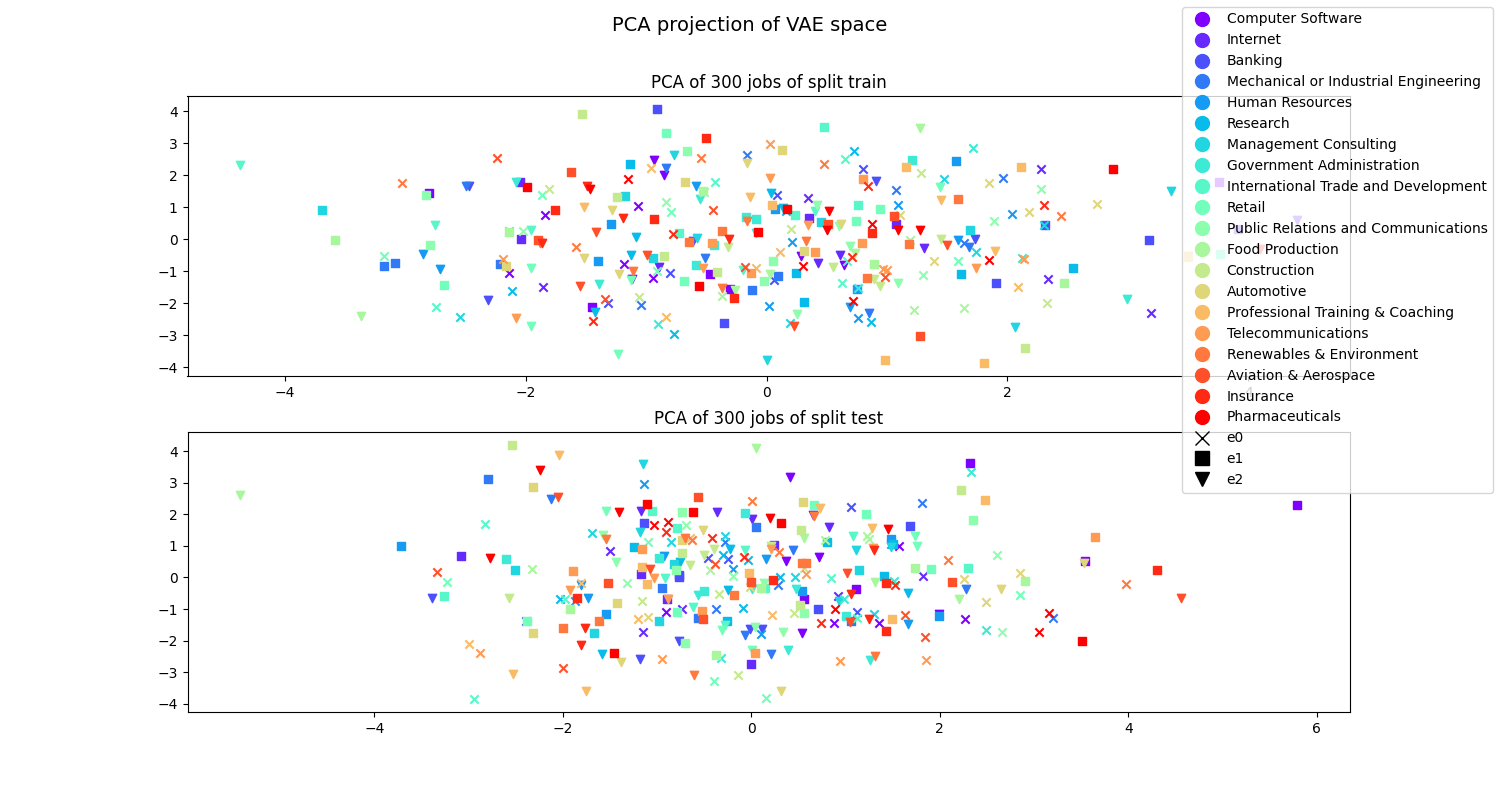 PCA projection of VAE space
PCA of 300 jobs of split train
4
3
2
1
0
−1
−2
−3
−4
−4
−2
0
2
4
PCA of 300 jobs of split test
4
3
2
1
0
−1
−2
−3
−4
−4
−2
0
2
4
6
Computer Software
Internet
Banking
Mechanical or Industrial Engineering
Human Resources
Research
Management Consulting
Government Administration
International Trade and Development
Retail
Public Relations and Communications
Food Production
Construction
Automotive
Professional Training & Coaching
Telecommunications
Renewables & Environment
Aviation & Aerospace
Insurance
Pharmaceuticals
e0
e1
e2